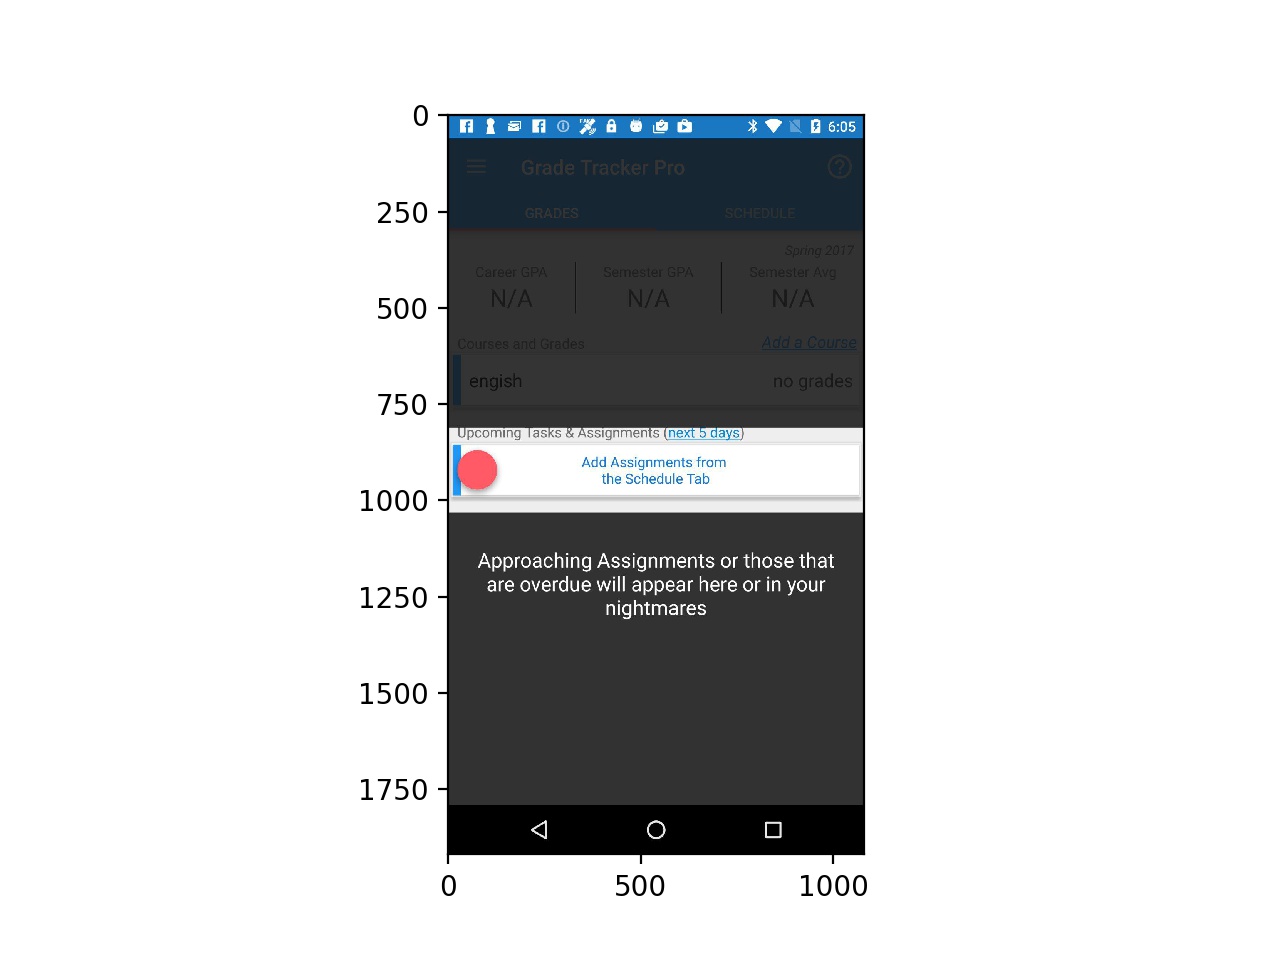 0
6:05
Grade Tracker Pro
250
GRADES SCHEDULE
Spring 2017
Career GPA Semester GPA Semester Avg
N/A N/A N/A
500
Courses and Grades Add a Course
engish no grades
750
Upcoming Tasks & Assignments (next 5 days)
Add Assignments from
the Schedule Tab
1000
Approaching Assignments or those that
are overdue will appear here or in your
nightmares
1250
1500
1750
0 500 1000